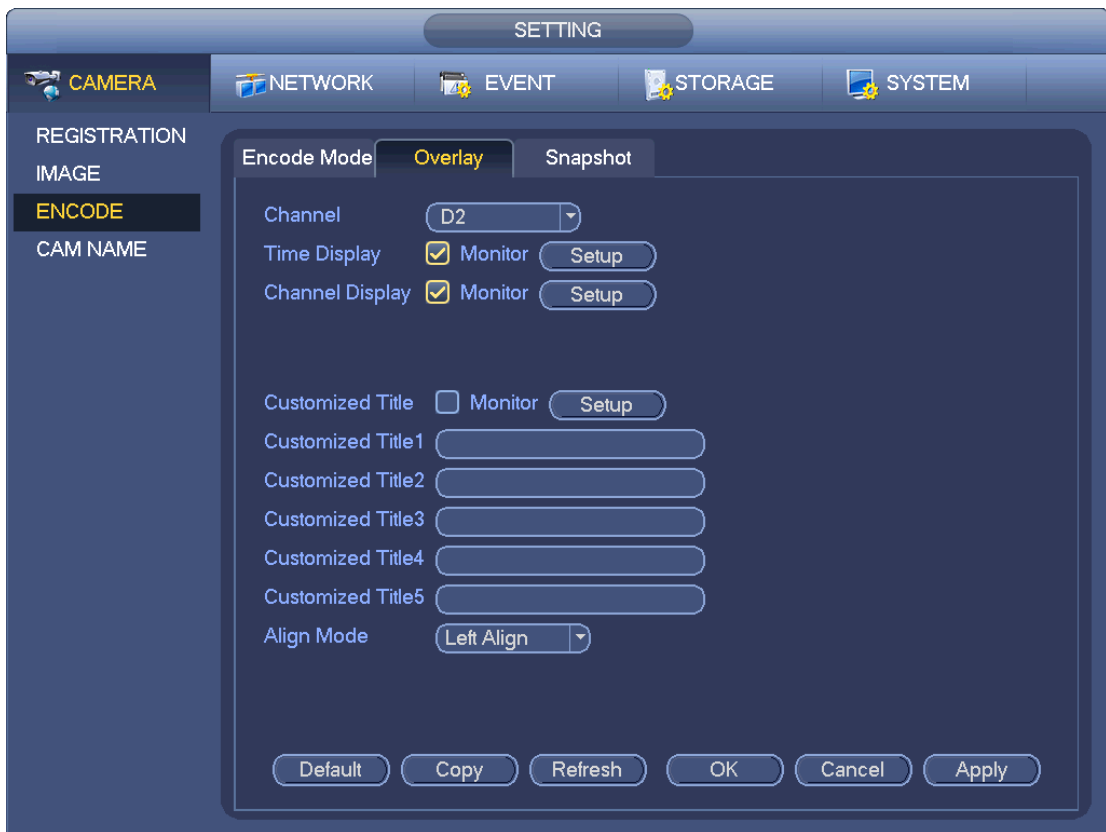 SETTING
CAMERA NETWORK EVENT STORAGE SYSTEM
REGISTRATION
IMAGE
ENCODE
CAM NAME
Encode Mode Overlay Snapshot
Channel D2
Time Display Monitor Setup
Channel Display Monitor Setup
Customized Title Monitor Setup
Customized Title1
Customized Title2
Customized Title3
Customized Title4
Customized Title5
Align Mode Left Align
Default Copy Refresh OK Cancel Apply